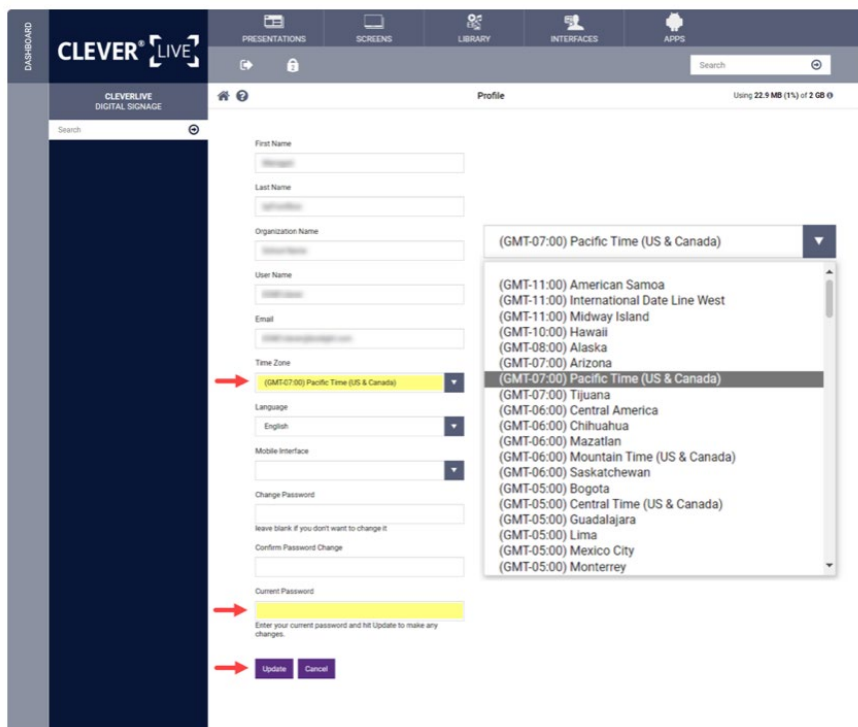 DASHBOARD
CLEVER® [LIVE]
PRESENTATIONS
SCREENS
LIBRARY
INTERFACES
APPS
Search
CLEVERLIVE
DIGITAL SIGNAGE
Search
Profile
Using 22.9 MB (1%) of 2 GB
First Name
Last Name
Organization Name
User Name
Email
Time Zone
(GMT-07:00) Pacific Time (US & Canada)
Language
English
Mobile Interface
Change Password
leave blank if you don't want to change it
Confirm Password Change
Current Password
Enter your current password and hit Update to make any
changes.
Update
Cancel
(GMT-07:00) Pacific Time (US & Canada)
(GMT-11:00) American Samoa
(GMT-11:00) International Date Line West
(GMT-11:00) Midway Island
(GMT-10:00) Hawaii
(GMT-08:00) Alaska
(GMT-07:00) Arizona
(GMT-07:00) Pacific Time (US & Canada)
(GMT-07:00) Tijuana
(GMT-06:00) Central America
(GMT-06:00) Chihuahua
(GMT-06:00) Mazatlan
(GMT-06:00) Mountain Time (US & Canada)
(GMT-06:00) Saskatchewan
(GMT-05:00) Bogota
(GMT-05:00) Central Time (US & Canada)
(GMT-05:00) Guadalajara
(GMT-05:00) Lima
(GMT-05:00) Mexico City
(GMT-05:00) Monterrey